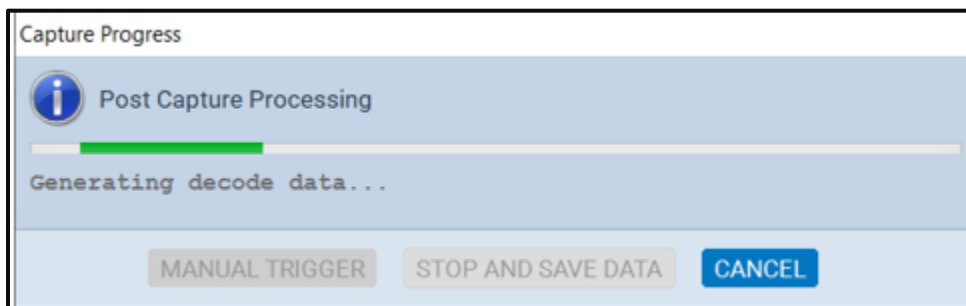 Capture Progress
Post Capture Processing
Generating decode data...
MANUAL TRIGGER STOP AND SAVE DATA CANCEL